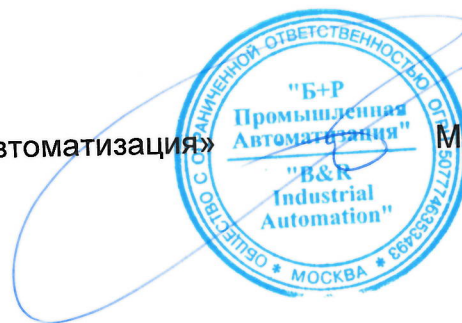 втоматизация» М
ОБЩЕСТВО С ОГРАНИЧЕННОЙ ОТВЕТСТВЕННОСТЬЮ
"Б+Р
Промышленная
Автоматизация"
"B&R
Industrial
Automation"
* МОСКВА *